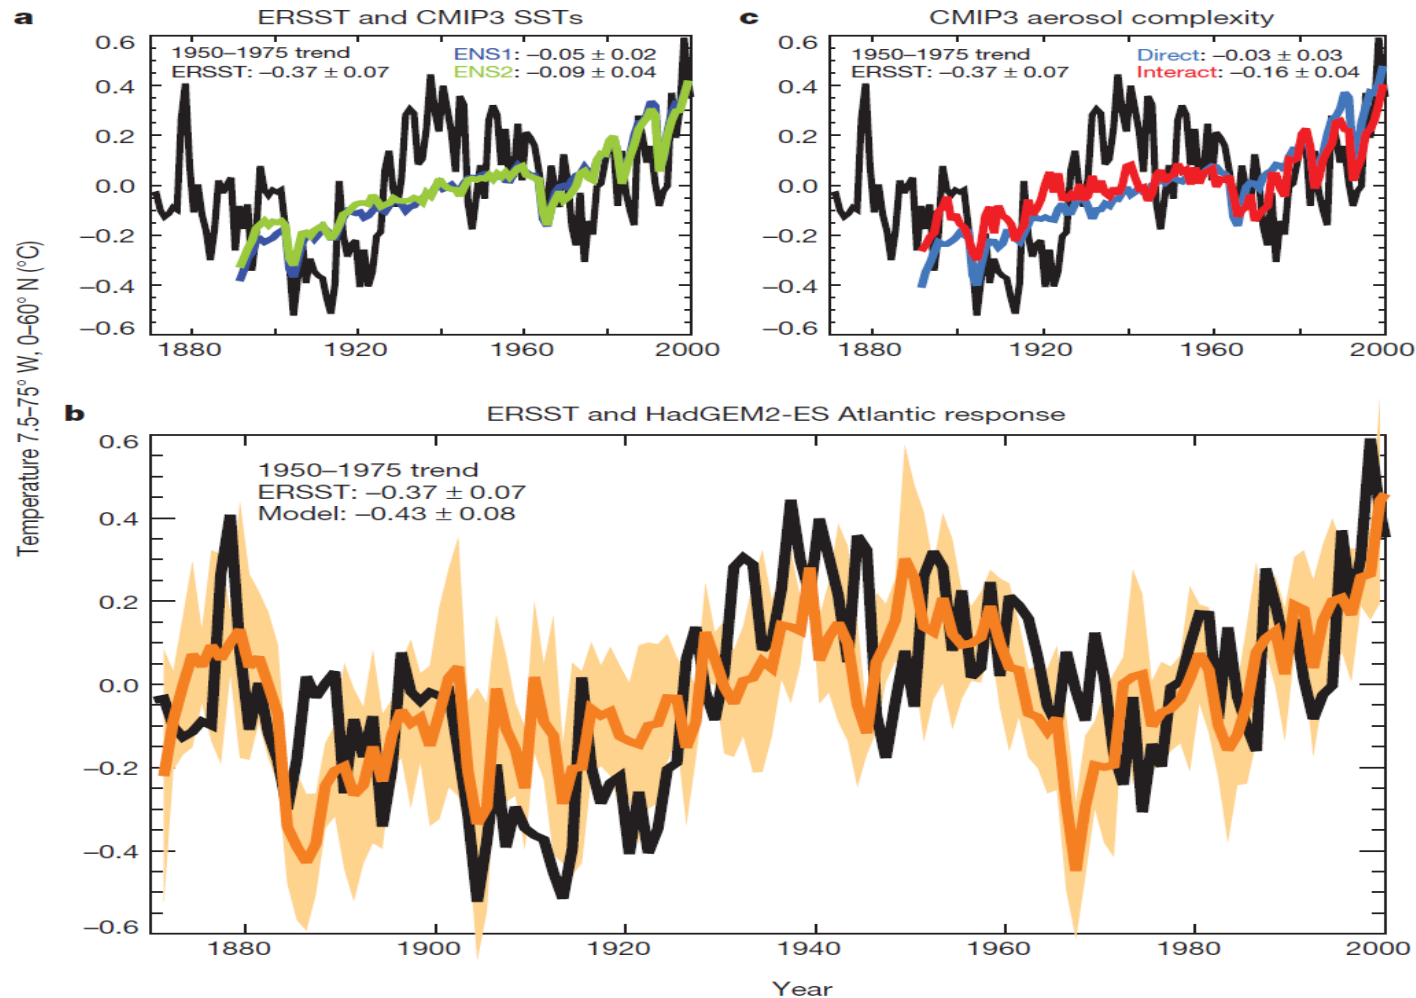 a
ERSST and CMIP3 SSTs
1950–1975 trend
ERSST: −0.37 ± 0.07
ENS1: −0.05 ± 0.02
ENS2: −0.09 ± 0.04
0.6
0.4
0.2
0.0
−0.2
−0.4
−0.6
1880
1920
1960
2000
c
CMIP3 aerosol complexity
1950–1975 trend
ERSST: −0.37 ± 0.07
Direct: −0.03 ± 0.03
Interact: −0.16 ± 0.04
0.6
0.4
0.2
0.0
−0.2
−0.4
−0.6
1880
1920
1960
2000
Temperature 7.5–75° W, 0–60° N (°C)
b
ERSST and HadGEM2-ES Atlantic response
1950–1975 trend
ERSST: −0.37 ± 0.07
Model: −0.43 ± 0.08
0.6
0.4
0.2
0.0
−0.2
−0.4
−0.6
1880
1900
1920
1940
1960
1980
2000
Year